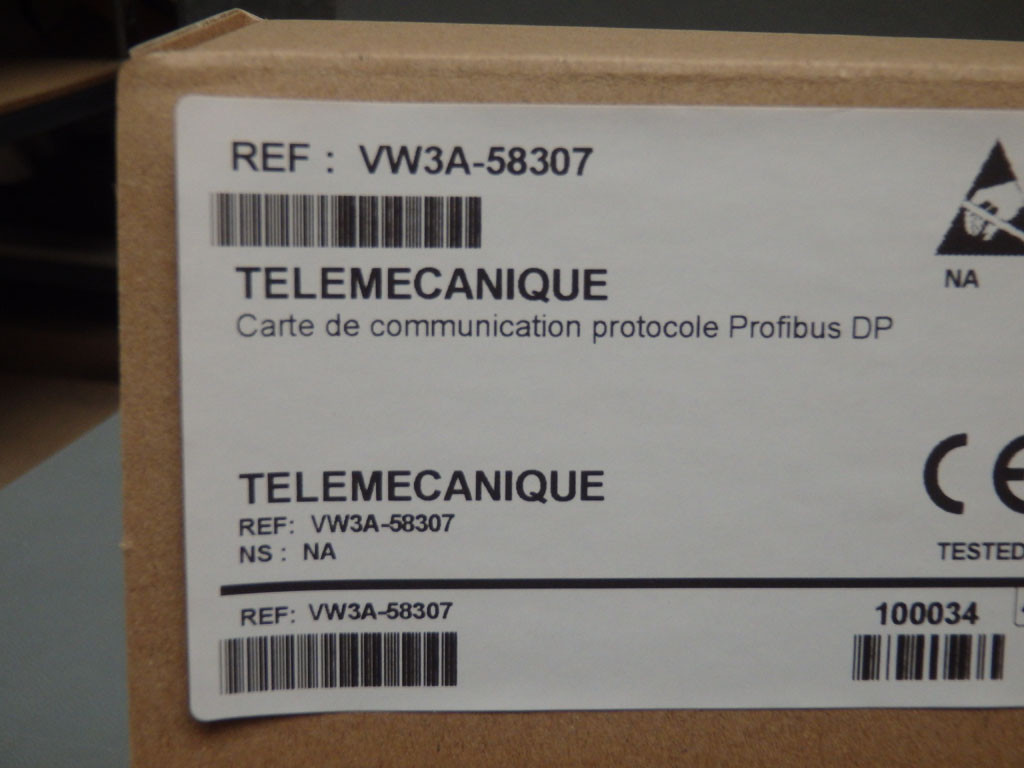 REF : VW3A-58307
TELEMECANIQUE
Carte de communication protocole Profibus DP
NA
TELEMECANIQUE
REF: VW3A-58307
NS : NA
CE
TESTED
REF: VW3A-58307
100034